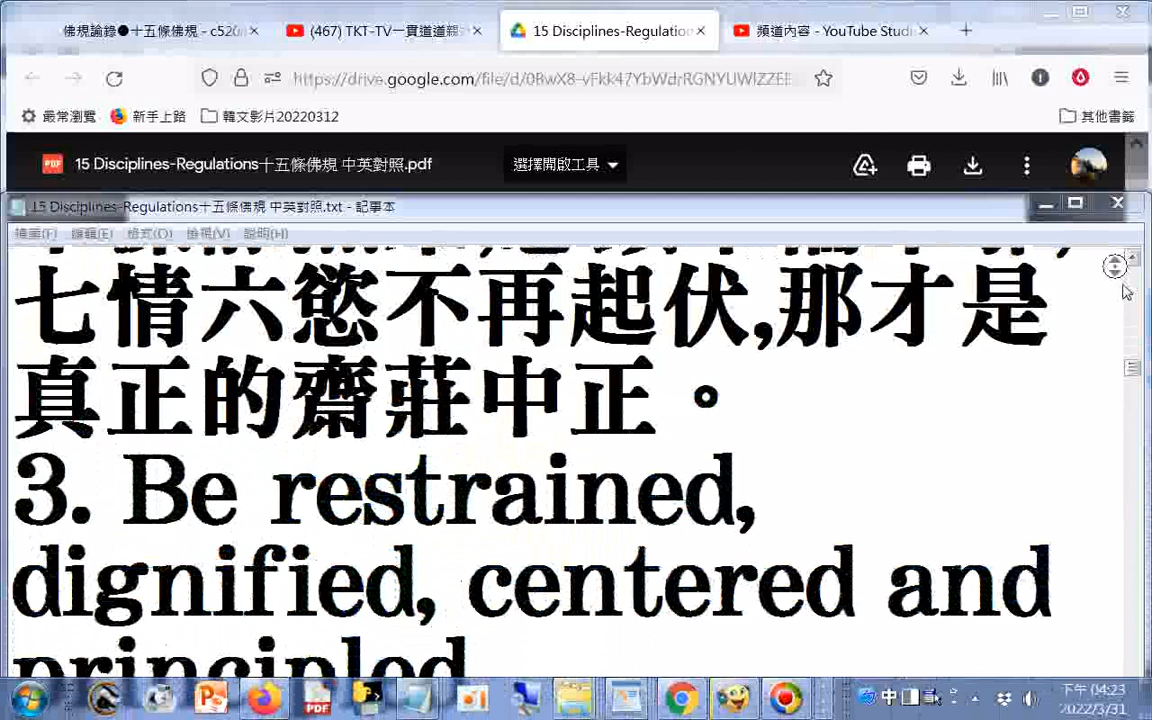 佛規論錄●十五條佛規 - c520
(467) TKT-TV一貫道道親
15 Disciplines-Regulation
頻道內容 - YouTube Studi
https://drive.google.com/file/d/0BwX8-vFkk47YbWdrRGNYUWlZZEE
最常瀏覽
新手上路
韓文影片20220312
其他書籤
PDF
15 Disciplines-Regulations十五條佛規 中英對照.pdf
選擇開啟工具
15 Disciplines-Regulations十五條佛規 中英對照.txt - 記事本
檔案(F) 編輯(E) 格式(O) 檢視(V) 說明(H)
七情六慾不再起伏,那才是
真正的齋莊中正。
3. Be restrained,
dignified, centered and
principled
中
下午 04:23
2022/3/31